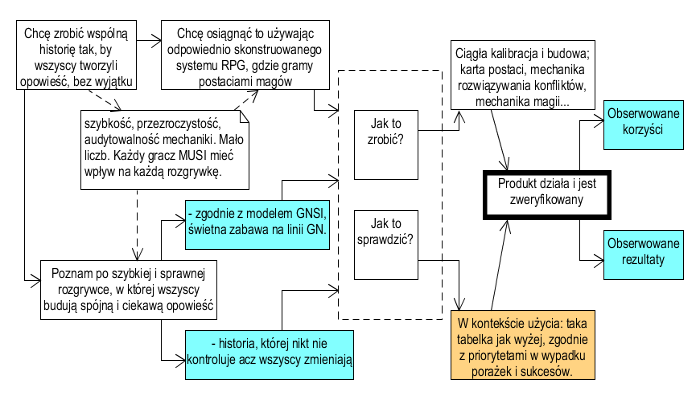 Chcę zrobić wspólną
historię tak, by
wszyscy tworzyli
opowieść, bez wyjątku
Chcę osiągnąć to używając
odpowiednio skonstruowanego
systemu RPG, gdzie gramy
postaciami magów
szybkość, przezroczystość,
audytowalność mechaniki. Mało
liczb. Każdy gracz MUSI mieć
wpływ na każdą rozgrywkę.
- zgodnie z modelem GNSI,
świetna zabawa na linii GN.
Poznam po szybkiej i sprawnej
rozgrywce, w której wszyscy
budują spójną i ciekawą opowieść
- historia, której nikt nie
kontroluje acz wszyscy zmieniają
Jak to
zrobić?
Jak to
sprawdzić?
Ciągła kalibracja i budowa;
karta postaci, mechanika
rozwiązywania konfliktów,
mechanika magii...
Produkt działa i jest
zweryfikowany
W kontekście użycia: taka
tabelka jak wyżej, zgodnie
z priorytetami w wypadku
porażek i sukcesów.
Obserwowane
korzyści
Obserwowane
rezultaty